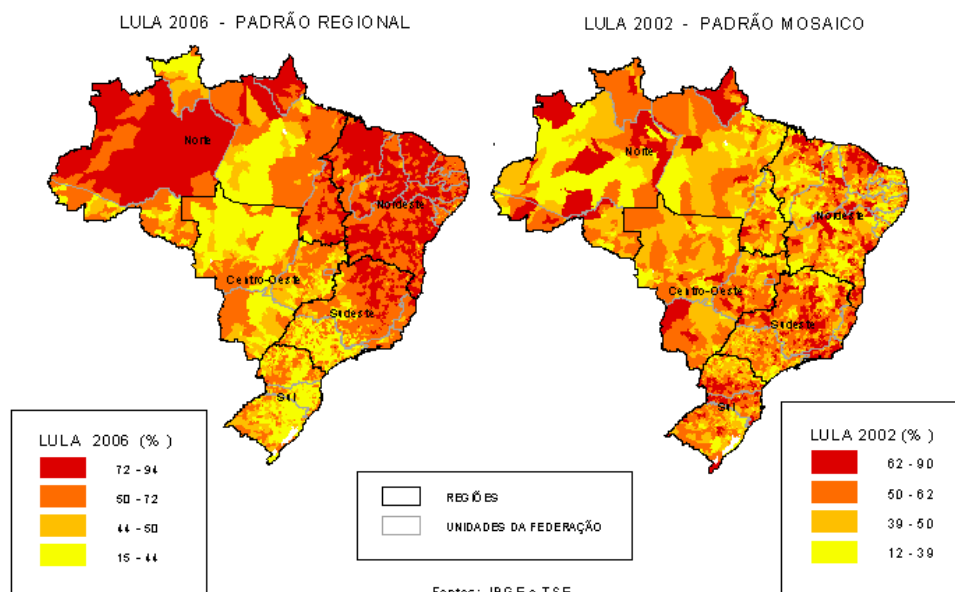 LULA 2006 - PADRÃO REGIONAL
LULA 2002 - PADRÃO MOSAICO
Norte
Nordeste
Centro-Oeste
Sudeste
Sul
Norte
Nordeste
Centro-Oeste
Sudeste
Sul
LULA 2006 (%)
72 - 94
50 - 72
44 - 50
15 - 44
REGIÕES
UNIDADES DA FEDERAÇÃO
LULA 2002 (%)
62 - 90
50 - 62
39 - 50
12 - 39
Fontes: IBGE e TSE